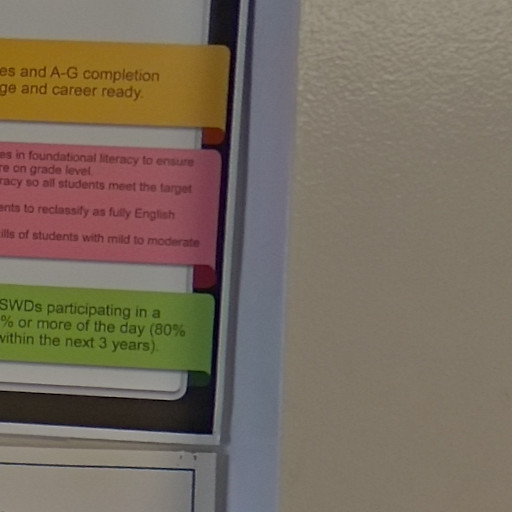 es and A-G completion
ge and career ready.
es in foundational literacy to ensure
re on grade level.
racy so all students meet the target
ents to reclassify as fully English
ills of students with mild to moderate
SWDs participating in a
% or more of the day (80%
within the next 3 years).